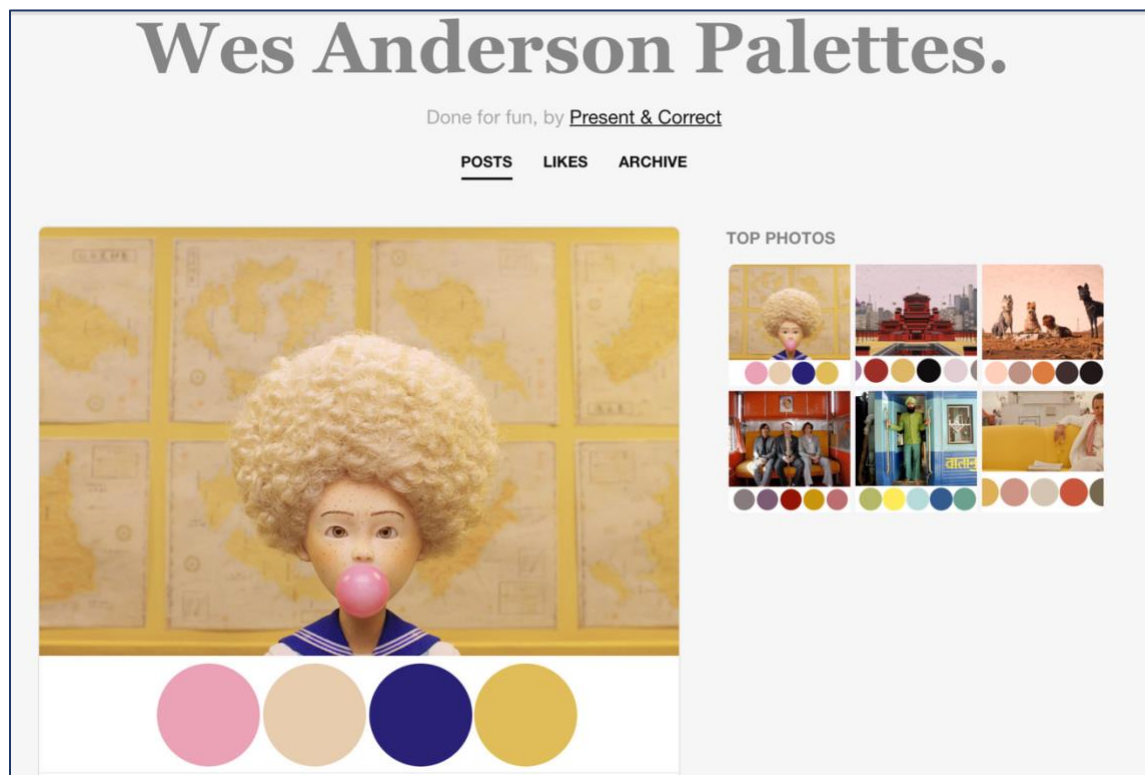 Wes Anderson Palettes.
Done for fun, by Present & Correct
POSTS LIKES ARCHIVE
TOP PHOTOS